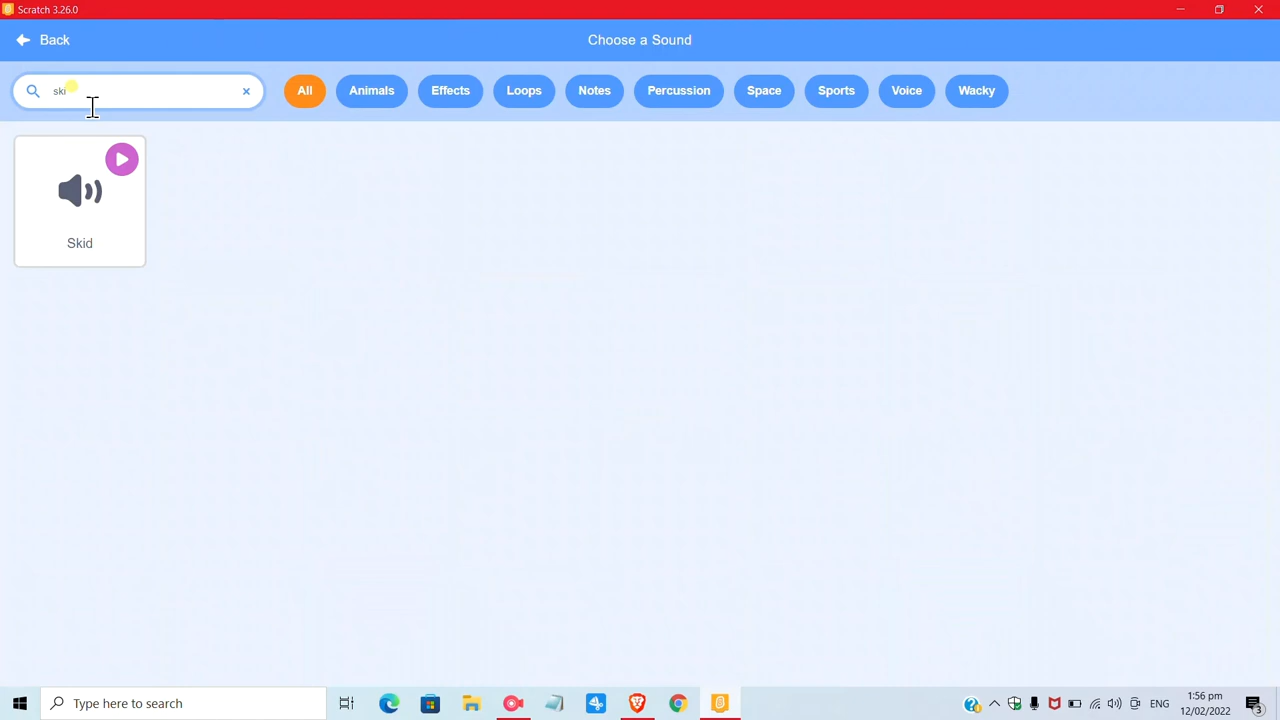 Scratch 3.26.0
Back
Choose a Sound
ski
All
Animals
Effects
Loops
Notes
Percussion
Space
Sports
Voice
Wacky
Skid
Type here to search
ENG
1:56 pm
12/02/2022
3